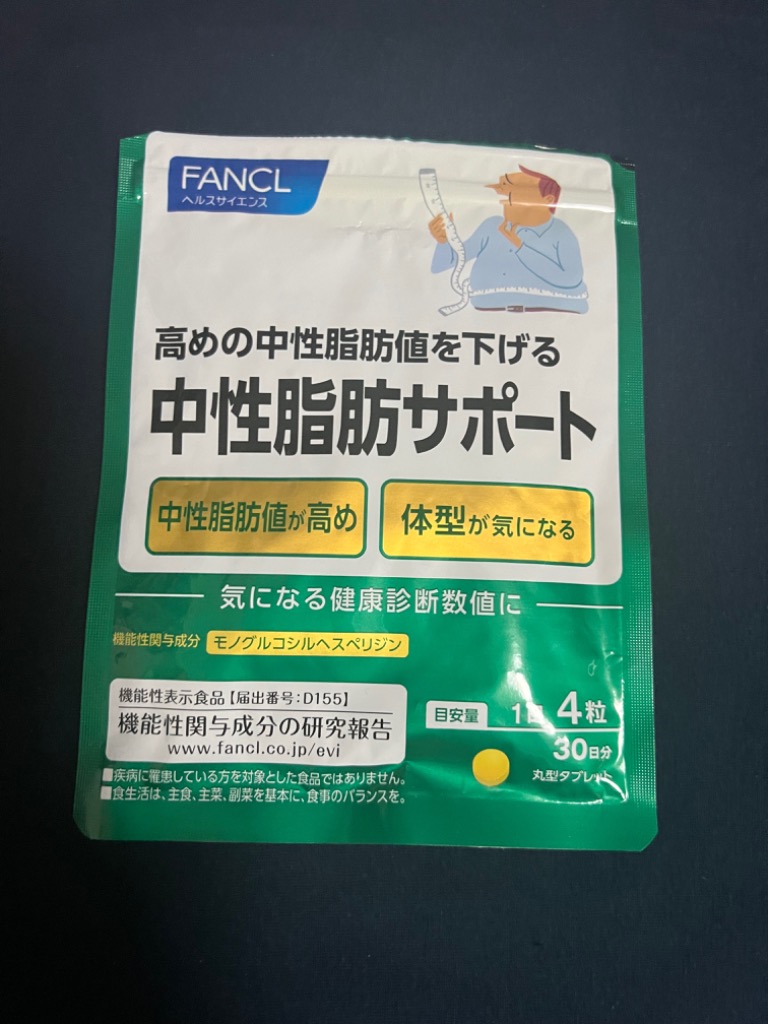 FANCL
ヘルスサイエンス
高めの中性脂肪値を下げる
中性脂肪サポート
中性脂肪値が高め
体型が気になる
気になる健康診断数値に
機能性関与成分 モノグルコシルヘスペリジン
機能性表示食品【届出番号:D155】
機能性関与成分の研究報告
www.fancl.co.jp/evi
目安量 1日 4粒
30日分
丸型タブレット
■疾病に罹患している方を対象とした食品ではありません。
■食生活は、主食、主菜、副菜を基本に、食事のバランスを。